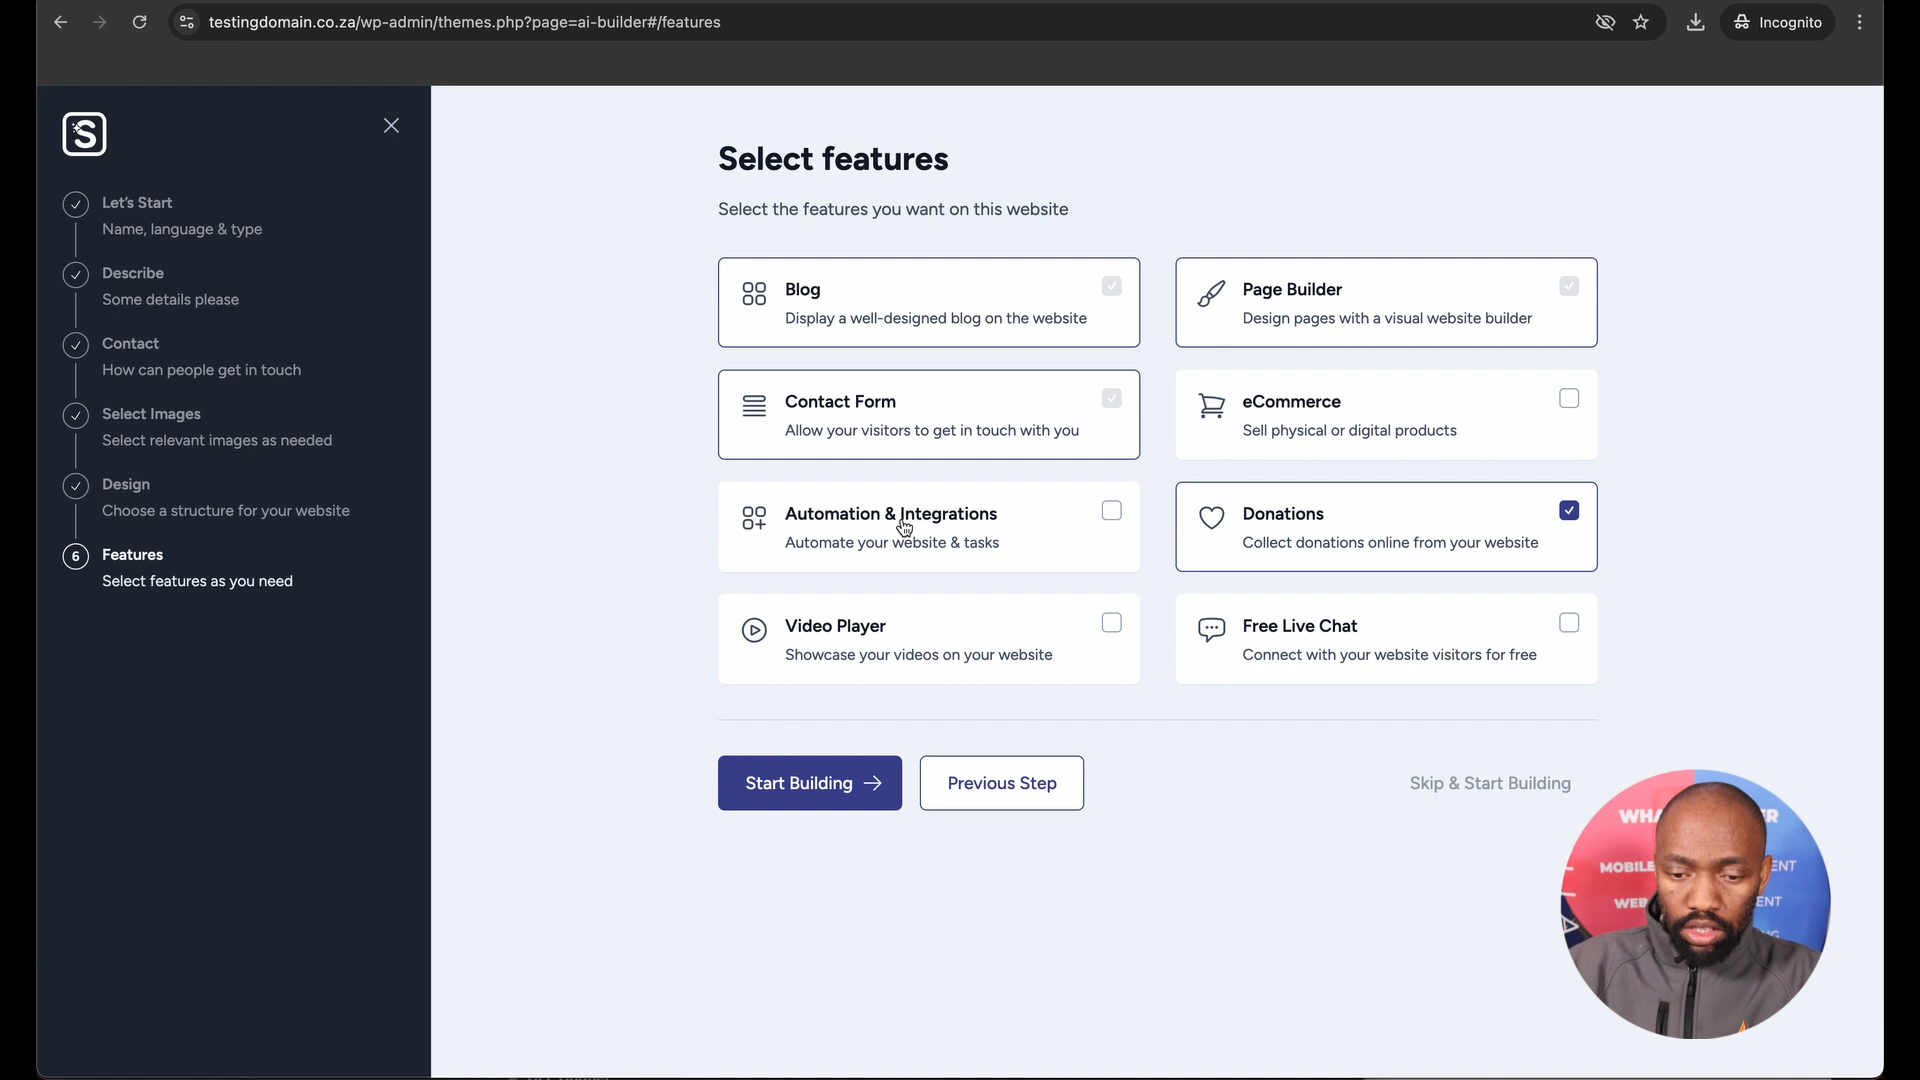 testingdomain.co.za/wp-admin/themes.php?page=ai-builder#/features
Incognito
S
Let's Start
Name, language & type
Describe
Some details please
Contact
How can people get in touch
Select Images
Select relevant images as needed
Design
Choose a structure for your website
6
Features
Select features as you need
Select features
Select the features you want on this website
Blog
Display a well-designed blog on the website
Page Builder
Design pages with a visual website builder
Contact Form
Allow your visitors to get in touch with you
eCommerce
Sell physical or digital products
Automation & Integrations
Automate your website & tasks
Donations
Collect donations online from your website
Video Player
Showcase your videos on your website
Free Live Chat
Connect with your website visitors for free
Start Building
Previous Step
Skip & Start Building
MOBILE
WEB